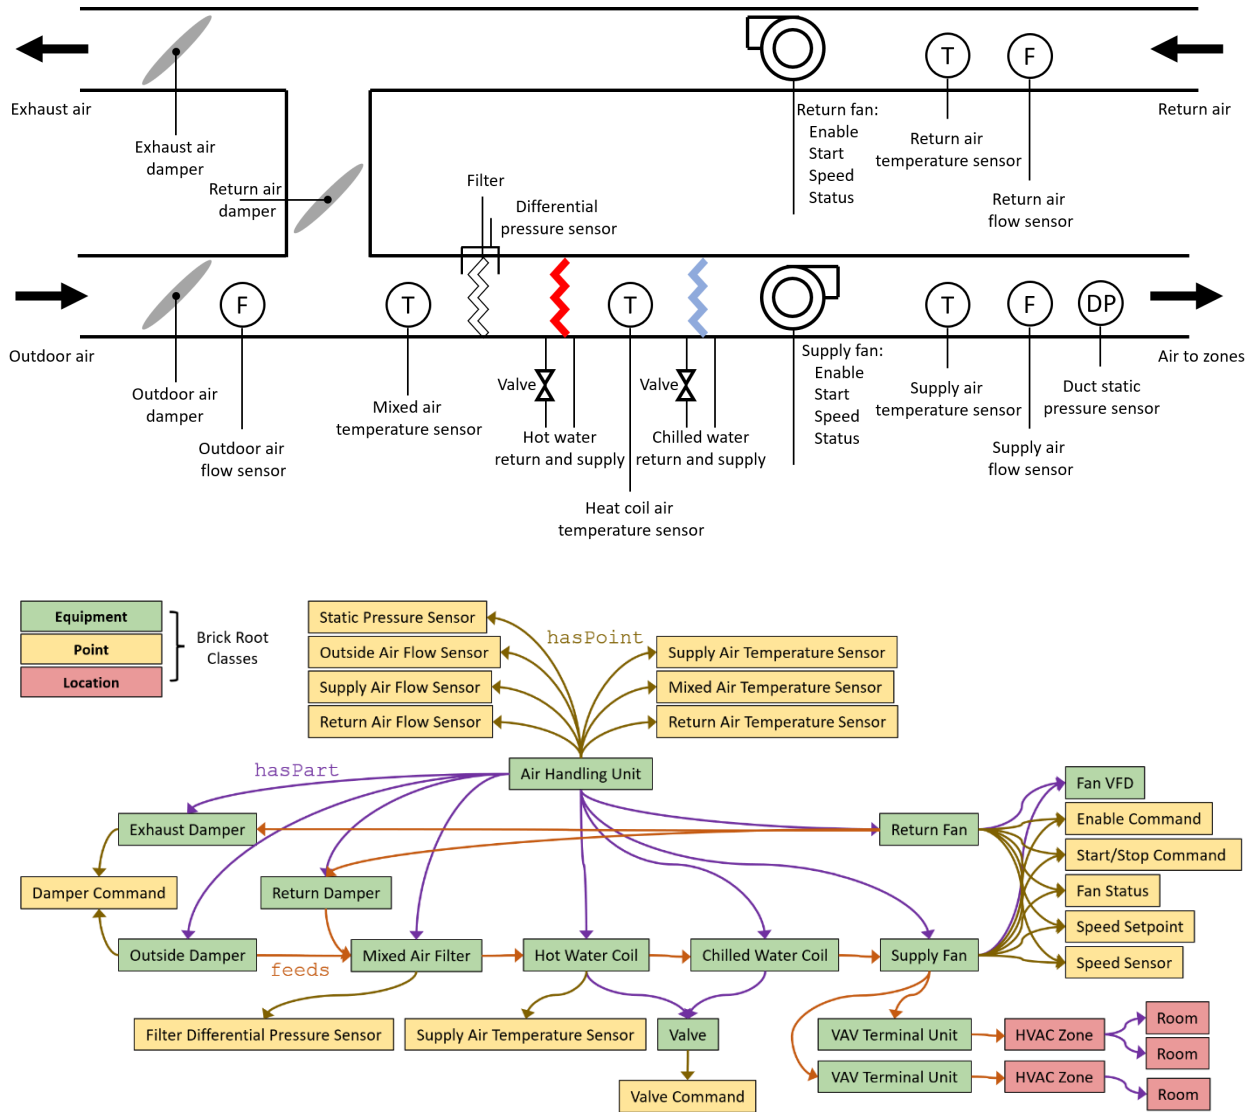 T
F
Exhaust air
Return fan:
Enable
Start
Speed
Status
Return air
Exhaust air
damper
Return air
temperature sensor
Return air
damper
Filter
Differential
pressure sensor
Return air
flow sensor
F
T
T
T
F
DP
Outdoor air
Supply fan:
Enable
Start
Speed
Status
Air to zones
Outdoor air
damper
Mixed air
temperature sensor
Valve
Valve
Supply air
temperature sensor
Duct static
pressure sensor
Outdoor air
flow sensor
Hot water
return and supply
Chilled water
return and supply
Supply air
flow sensor
Heat coil air
temperature sensor
Equipment
Point
Location
Brick Root
Classes
Static Pressure Sensor
Outside Air Flow Sensor
Supply Air Flow Sensor
Return Air Flow Sensor
hasPoint
Supply Air Temperature Sensor
Mixed Air Temperature Sensor
Return Air Temperature Sensor
hasPart
Air Handling Unit
Fan VFD
Exhaust Damper
Return Fan
Enable Command
Start/Stop Command
Damper Command
Return Damper
Fan Status
Speed Setpoint
Outside Damper
feeds
Mixed Air Filter
Hot Water Coil
Chilled Water Coil
Supply Fan
Speed Sensor
Filter Differential Pressure Sensor
Supply Air Temperature Sensor
Valve
VAV Terminal Unit
HVAC Zone
Room
Room
VAV Terminal Unit
HVAC Zone
Room
Valve Command